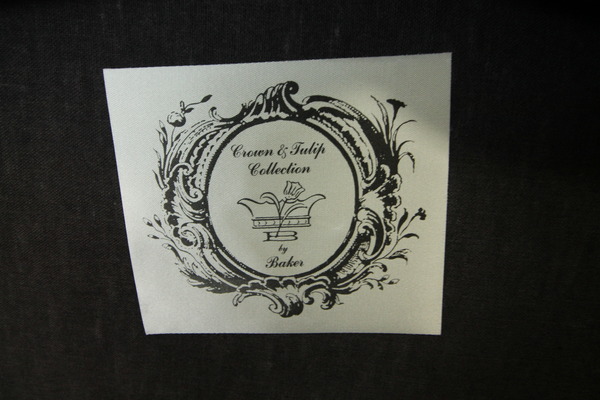 Crown & Tulip
Collection
B
by
Baker